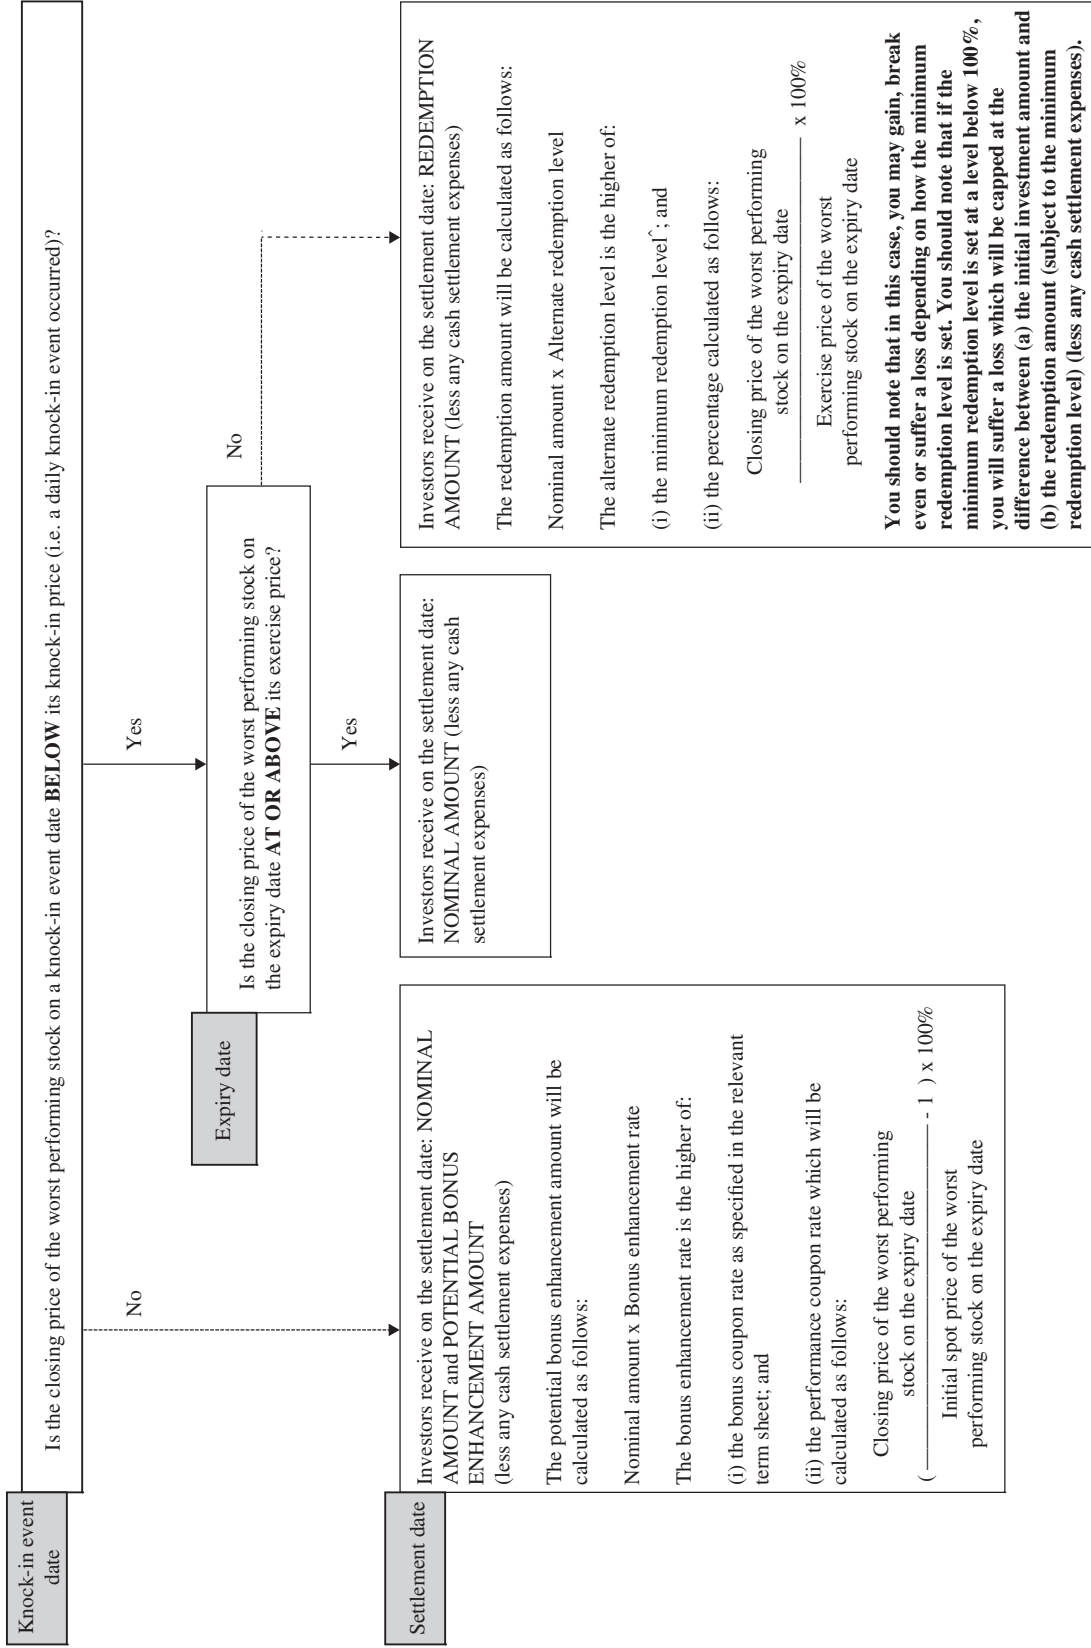 Knock-in event
date
Is the closing price of the worst performing stock on a knock-in event date BELOW its knock-in price (i.e. a daily knock-in event occurred)?
No
Yes
Expiry date
Is the closing price of the worst performing stock on
the expiry date AT OR ABOVE its exercise price?
No
Yes
Settlement date
Investors receive on the settlement date: NOMINAL
AMOUNT and POTENTIAL BONUS
ENHANCEMENT AMOUNT
(less any cash settlement expenses)
The potential bonus enhancement amount will be
calculated as follows:
Nominal amount x Bonus enhancement rate
The bonus enhancement rate is the higher of:
(i) the bonus coupon rate as specified in the relevant
term sheet; and
(ii) the performance coupon rate which will be
calculated as follows:
Closing price of the worst performing
stock on the expiry date
( - 1 ) x 100%
Initial spot price of the worst
performing stock on the expiry date
Investors receive on the settlement date:
NOMINAL AMOUNT (less any cash
settlement expenses)
Investors receive on the settlement date: REDEMPTION
AMOUNT (less any cash settlement expenses)
The redemption amount will be calculated as follows:
Nominal amount x Alternate redemption level
The alternate redemption level is the higher of:
(i) the minimum redemption level^; and
(ii) the percentage calculated as follows:
Closing price of the worst performing
stock on the expiry date
x 100%
Exercise price of the worst
performing stock on the expiry date
You should note that in this case, you may gain, break
even or suffer a loss depending on how the minimum
redemption level is set. You should note that if the
minimum redemption level is set at a level below 100%,
you will suffer a loss which will be capped at the
difference between (a) the initial investment amount and
(b) the redemption amount (subject to the minimum
redemption level) (less any cash settlement expenses).